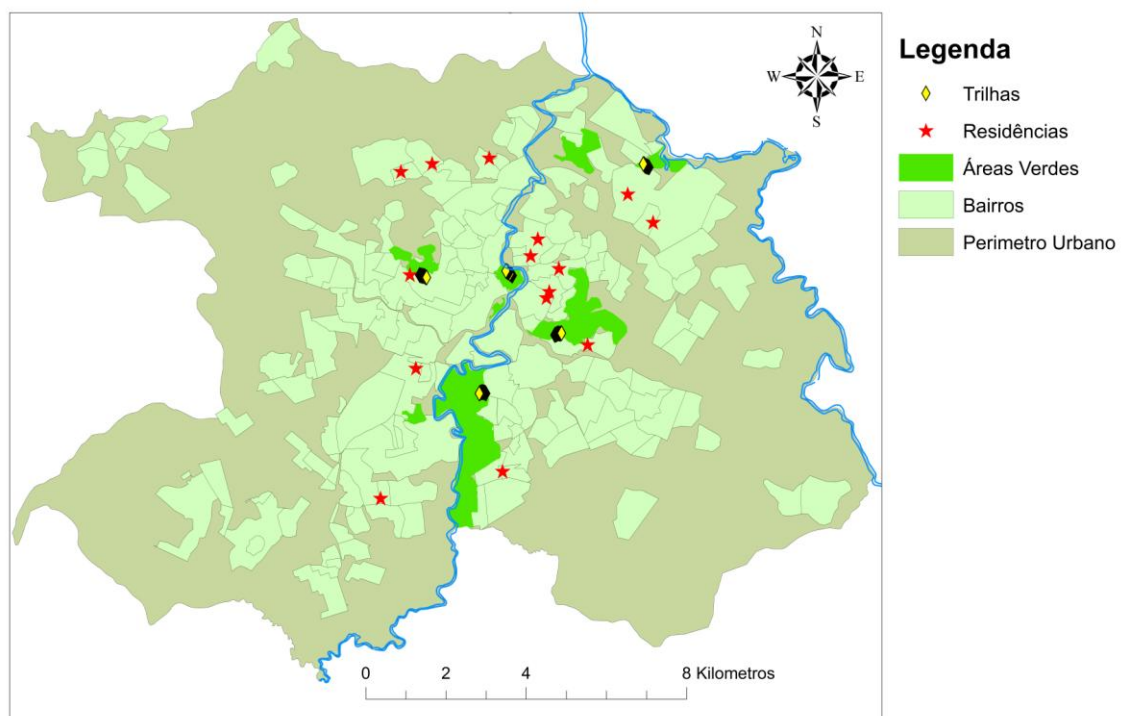 N
W E
S
Legenda
Trilhas
Residências
Áreas Verdes
Bairros
Perimetro Urbano
0 2 4 8 Kilometros